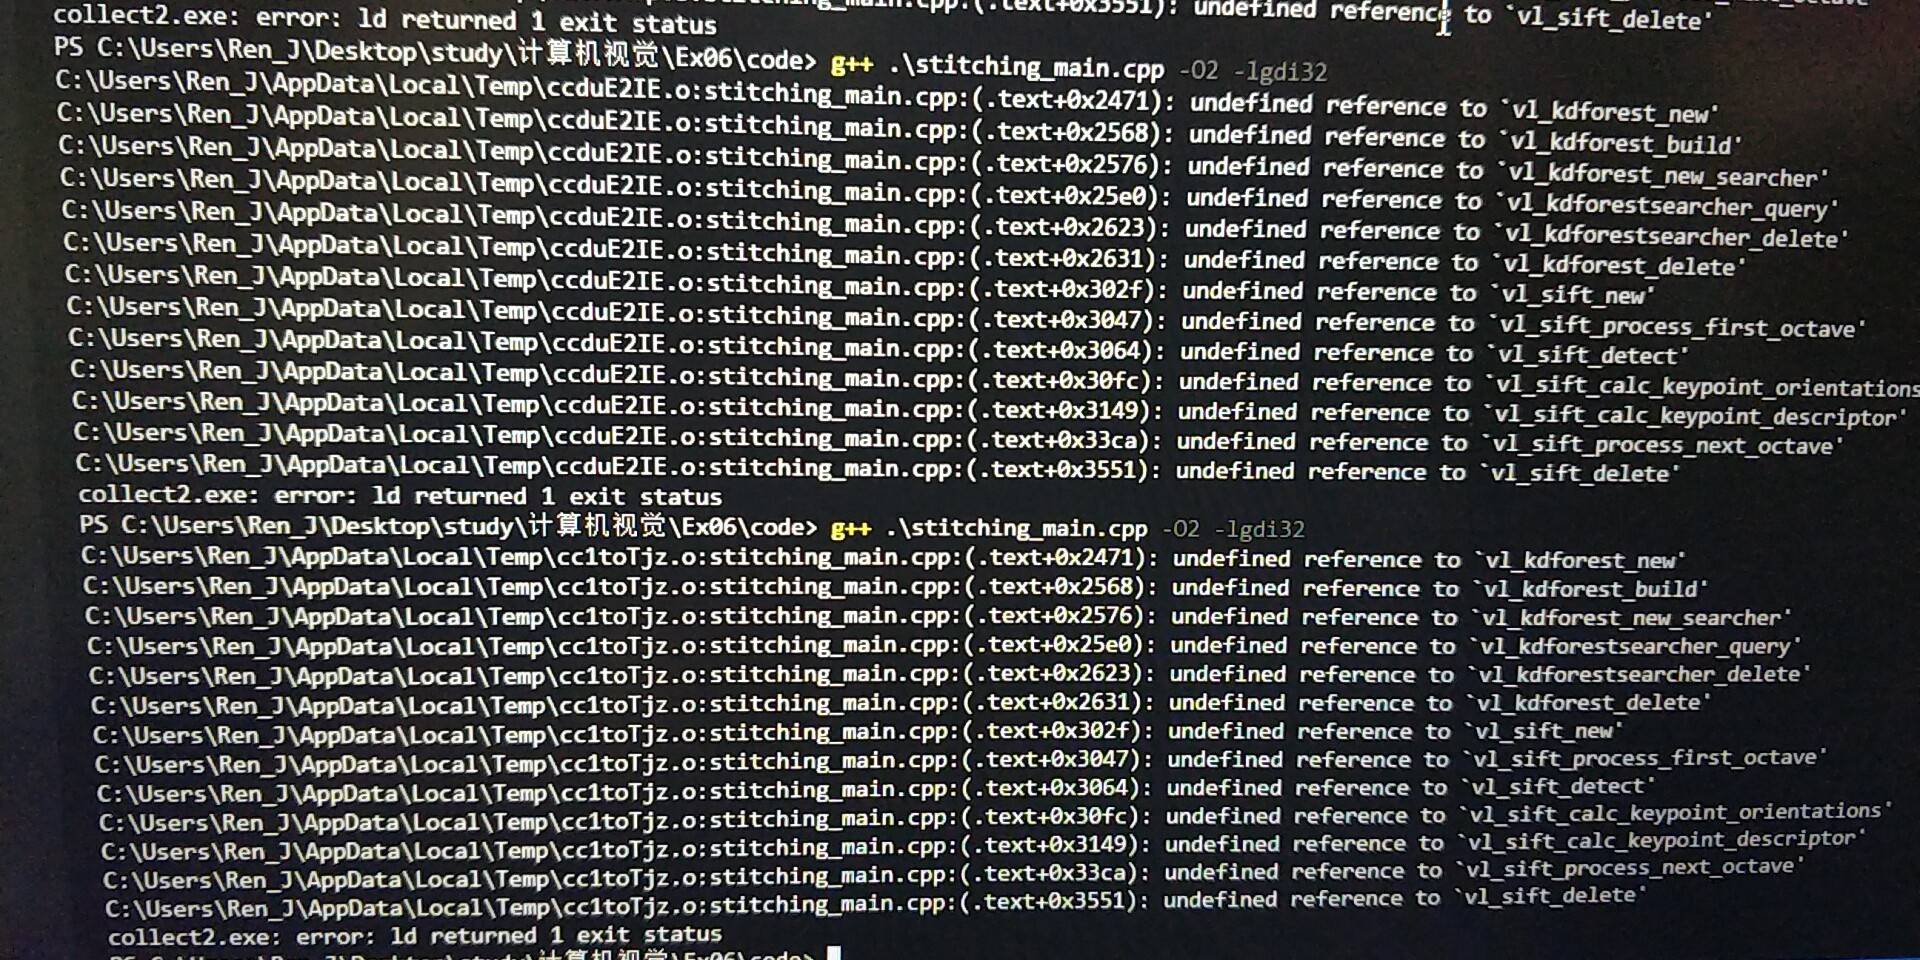 .text+0x3551): undefined reference to `vl_sift_delete'
collect2.exe: error: ld returned 1 exit status
PS C:\Users\Ren_J\Desktop\study\计算机视觉\Ex06\code> g++ .\stitching_main.cpp -O2 -lgdi32
C:\Users\Ren_J\AppData\Local\Temp\ccduE2IE.o:stitching_main.cpp:(.text+0x2471): undefined reference to `vl_kdforest_new'
C:\Users\Ren_J\AppData\Local\Temp\ccduE2IE.o:stitching_main.cpp:(.text+0x2568): undefined reference to `vl_kdforest_build'
C:\Users\Ren_J\AppData\Local\Temp\ccduE2IE.o:stitching_main.cpp:(.text+0x2576): undefined reference to `vl_kdforest_new_searcher'
C:\Users\Ren_J\AppData\Local\Temp\ccduE2IE.o:stitching_main.cpp:(.text+0x25e0): undefined reference to `vl_kdforestsearcher_query'
C:\Users\Ren_J\AppData\Local\Temp\ccduE2IE.o:stitching_main.cpp:(.text+0x2623): undefined reference to `vl_kdforestsearcher_delete'
C:\Users\Ren_J\AppData\Local\Temp\ccduE2IE.o:stitching_main.cpp:(.text+0x2631): undefined reference to `vl_kdforest_delete'
C:\Users\Ren_J\AppData\Local\Temp\ccduE2IE.o:stitching_main.cpp:(.text+0x302f): undefined reference to `vl_sift_new'
C:\Users\Ren_J\AppData\Local\Temp\ccduE2IE.o:stitching_main.cpp:(.text+0x3047): undefined reference to `vl_sift_process_first_octave'
C:\Users\Ren_J\AppData\Local\Temp\ccduE2IE.o:stitching_main.cpp:(.text+0x3064): undefined reference to `vl_sift_detect'
C:\Users\Ren_J\AppData\Local\Temp\ccduE2IE.o:stitching_main.cpp:(.text+0x30fc): undefined reference to `vl_sift_calc_keypoint_orientations
C:\Users\Ren_J\AppData\Local\Temp\ccduE2IE.o:stitching_main.cpp:(.text+0x3149): undefined reference to `vl_sift_calc_keypoint_descriptor'
C:\Users\Ren_J\AppData\Local\Temp\ccduE2IE.o:stitching_main.cpp:(.text+0x33ca): undefined reference to `vl_sift_process_next_octave'
C:\Users\Ren_J\AppData\Local\Temp\ccduE2IE.o:stitching_main.cpp:(.text+0x3551): undefined reference to `vl_sift_delete'
collect2.exe: error: ld returned 1 exit status
PS C:\Users\Ren_J\Desktop\study\计算机视觉\Ex06\code> g++ .\stitching_main.cpp -O2 -lgdi32
C:\Users\Ren_J\AppData\Local\Temp\cc1toTjz.o:stitching_main.cpp:(.text+0x2471): undefined reference to `vl_kdforest_new'
C:\Users\Ren_J\AppData\Local\Temp\cc1toTjz.o:stitching_main.cpp:(.text+0x2568): undefined reference to `vl_kdforest_build'
C:\Users\Ren_J\AppData\Local\Temp\cc1toTjz.o:stitching_main.cpp:(.text+0x2576): undefined reference to `vl_kdforest_new_searcher'
C:\Users\Ren_J\AppData\Local\Temp\cc1toTjz.o:stitching_main.cpp:(.text+0x25e0): undefined reference to `vl_kdforestsearcher_query'
C:\Users\Ren_J\AppData\Local\Temp\cc1toTjz.o:stitching_main.cpp:(.text+0x2623): undefined reference to `vl_kdforestsearcher_delete'
C:\Users\Ren_J\AppData\Local\Temp\cc1toTjz.o:stitching_main.cpp:(.text+0x2631): undefined reference to `vl_kdforest_delete'
C:\Users\Ren_J\AppData\Local\Temp\cc1toTjz.o:stitching_main.cpp:(.text+0x302f): undefined reference to `vl_sift_new'
C:\Users\Ren_J\AppData\Local\Temp\cc1toTjz.o:stitching_main.cpp:(.text+0x3047): undefined reference to `vl_sift_process_first_octave'
C:\Users\Ren_J\AppData\Local\Temp\cc1toTjz.o:stitching_main.cpp:(.text+0x3064): undefined reference to `vl_sift_detect'
C:\Users\Ren_J\AppData\Local\Temp\cc1toTjz.o:stitching_main.cpp:(.text+0x30fc): undefined reference to `vl_sift_calc_keypoint_orientations'
C:\Users\Ren_J\AppData\Local\Temp\cc1toTjz.o:stitching_main.cpp:(.text+0x3149): undefined reference to `vl_sift_calc_keypoint_descriptor'
C:\Users\Ren_J\AppData\Local\Temp\cc1toTjz.o:stitching_main.cpp:(.text+0x33ca): undefined reference to `vl_sift_process_next_octave'
C:\Users\Ren_J\AppData\Local\Temp\cc1toTjz.o:stitching_main.cpp:(.text+0x3551): undefined reference to `vl_sift_delete'
collect2.exe: error: ld returned 1 exit status
PS C:\Users\Ren_J\Desktop\study\计算机视觉\Ex06\code>